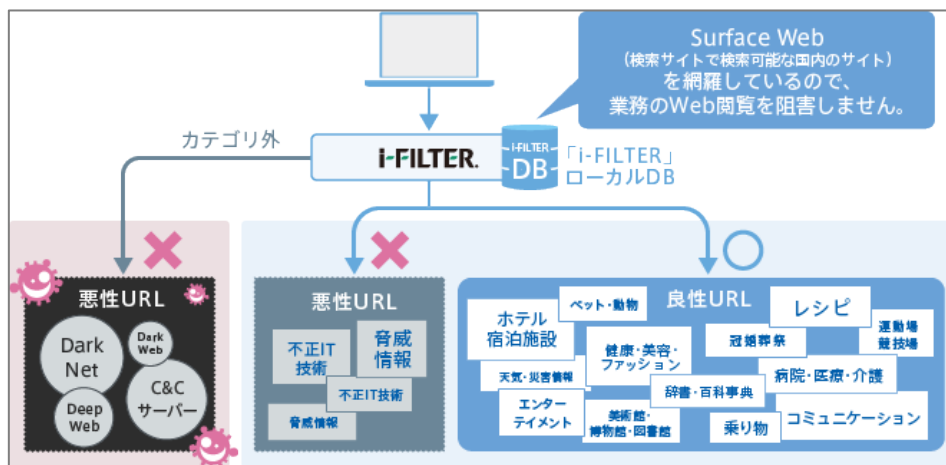 Surface Web
(検索サイトで検索可能な国内のサイト)
を網羅しているので、
業務のWeb閲覧を阻害しません。
カテゴリ外
i-FILTER.
i-FILTER
DB
「i-FILTER」
ローカルDB
悪性URL
Dark
Net
Dark
Web
Deep
Web
C&C
サーバー
悪性URL
不正IT
技術
脅威
情報
不正IT技術
脅威情報
良性URL
ホテル
宿泊施設
ペット・動物
レシピ
運動場
競技場
冠婚葬祭
健康・美容・
ファッション
天気・災害情報
病院・医療・介護
辞書・百科事典
エンター
テイメント
美術館・
博物館・図書館
乗り物
コミュニケーション